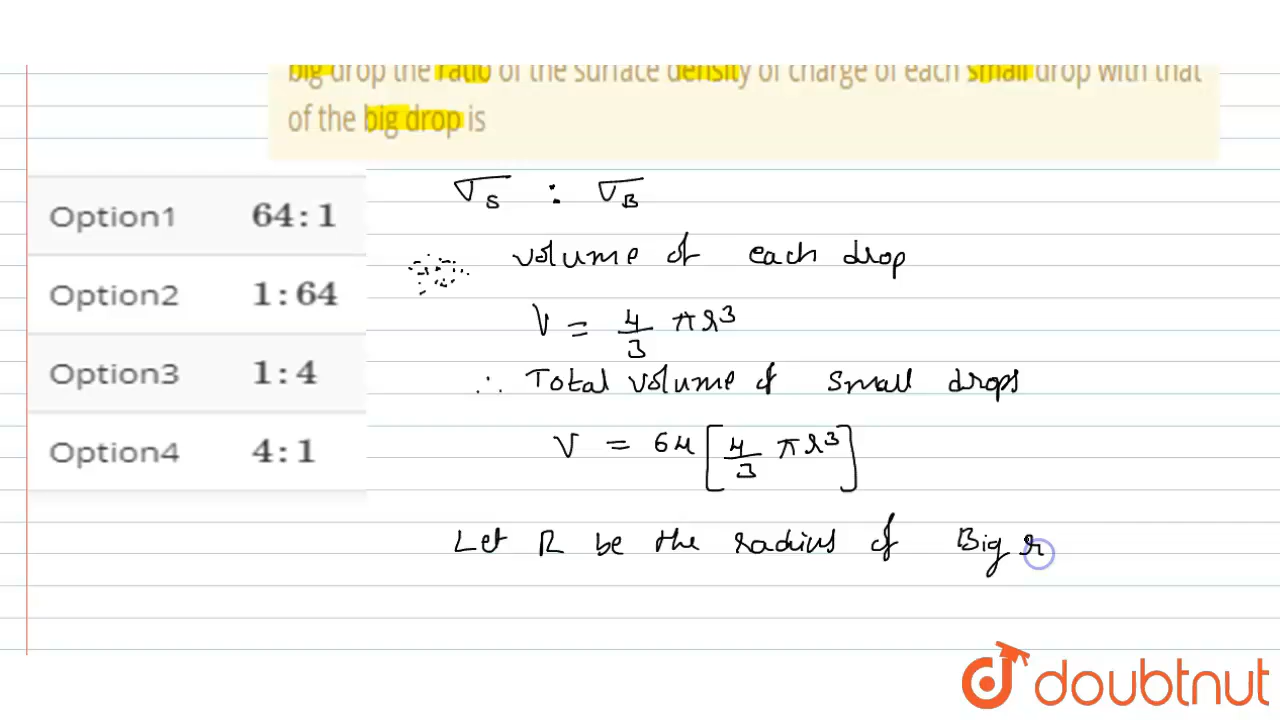 big drop the ratio of the surface density of charge of each small drop with that
of the big drop is
σs : σB
Option1 64 : 1
volume of each drop
Option2 1 : 64
V = 4/3 πr³
Option3 1 : 4
∴ Total volume of small drops
Option4 4 : 1
V = 64 [4/3 πr³]
Let R be the radius of Big r
doubtnut